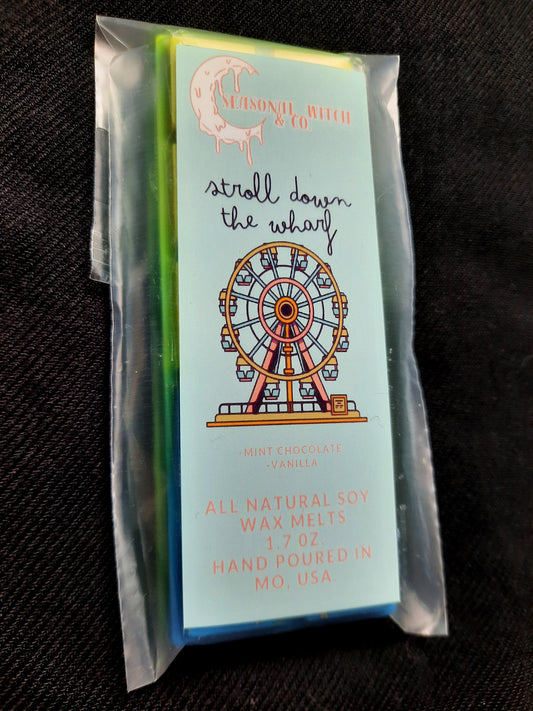 SEASONAL WITCH
& CO.
stroll down
the wharf
-MINT CHOCOLATE
-VANILLA
ALL NATURAL SOY
WAX MELTS
1.7 OZ.
HAND POURED IN
MO, USA